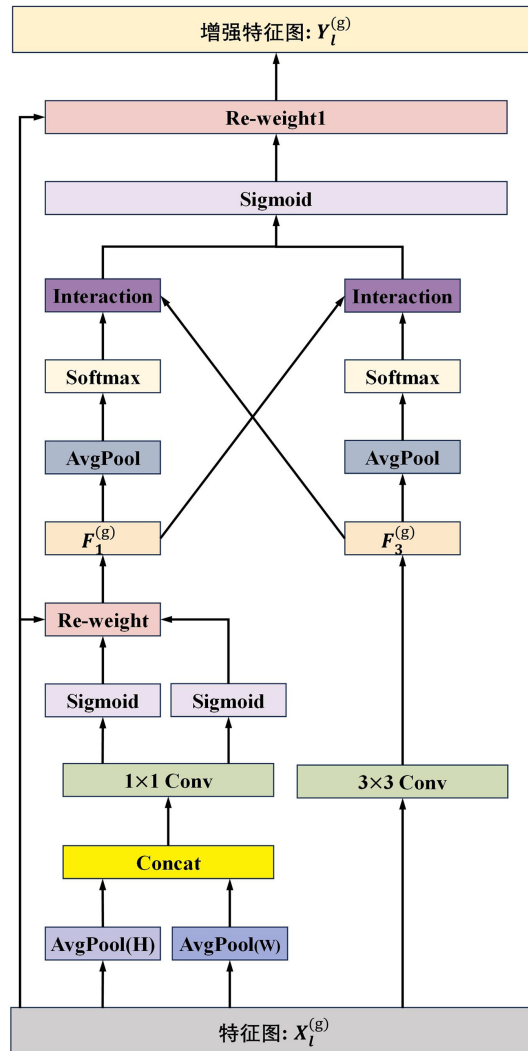 增强特征图: Y_l^(g)
Re-weight1
Sigmoid
Interaction Interaction
Softmax Softmax
AvgPool AvgPool
F_1^(g) F_3^(g)
Re-weight
Sigmoid Sigmoid
1×1 Conv 3×3 Conv
Concat
AvgPool(H) AvgPool(W)
特征图: X_l^(g)